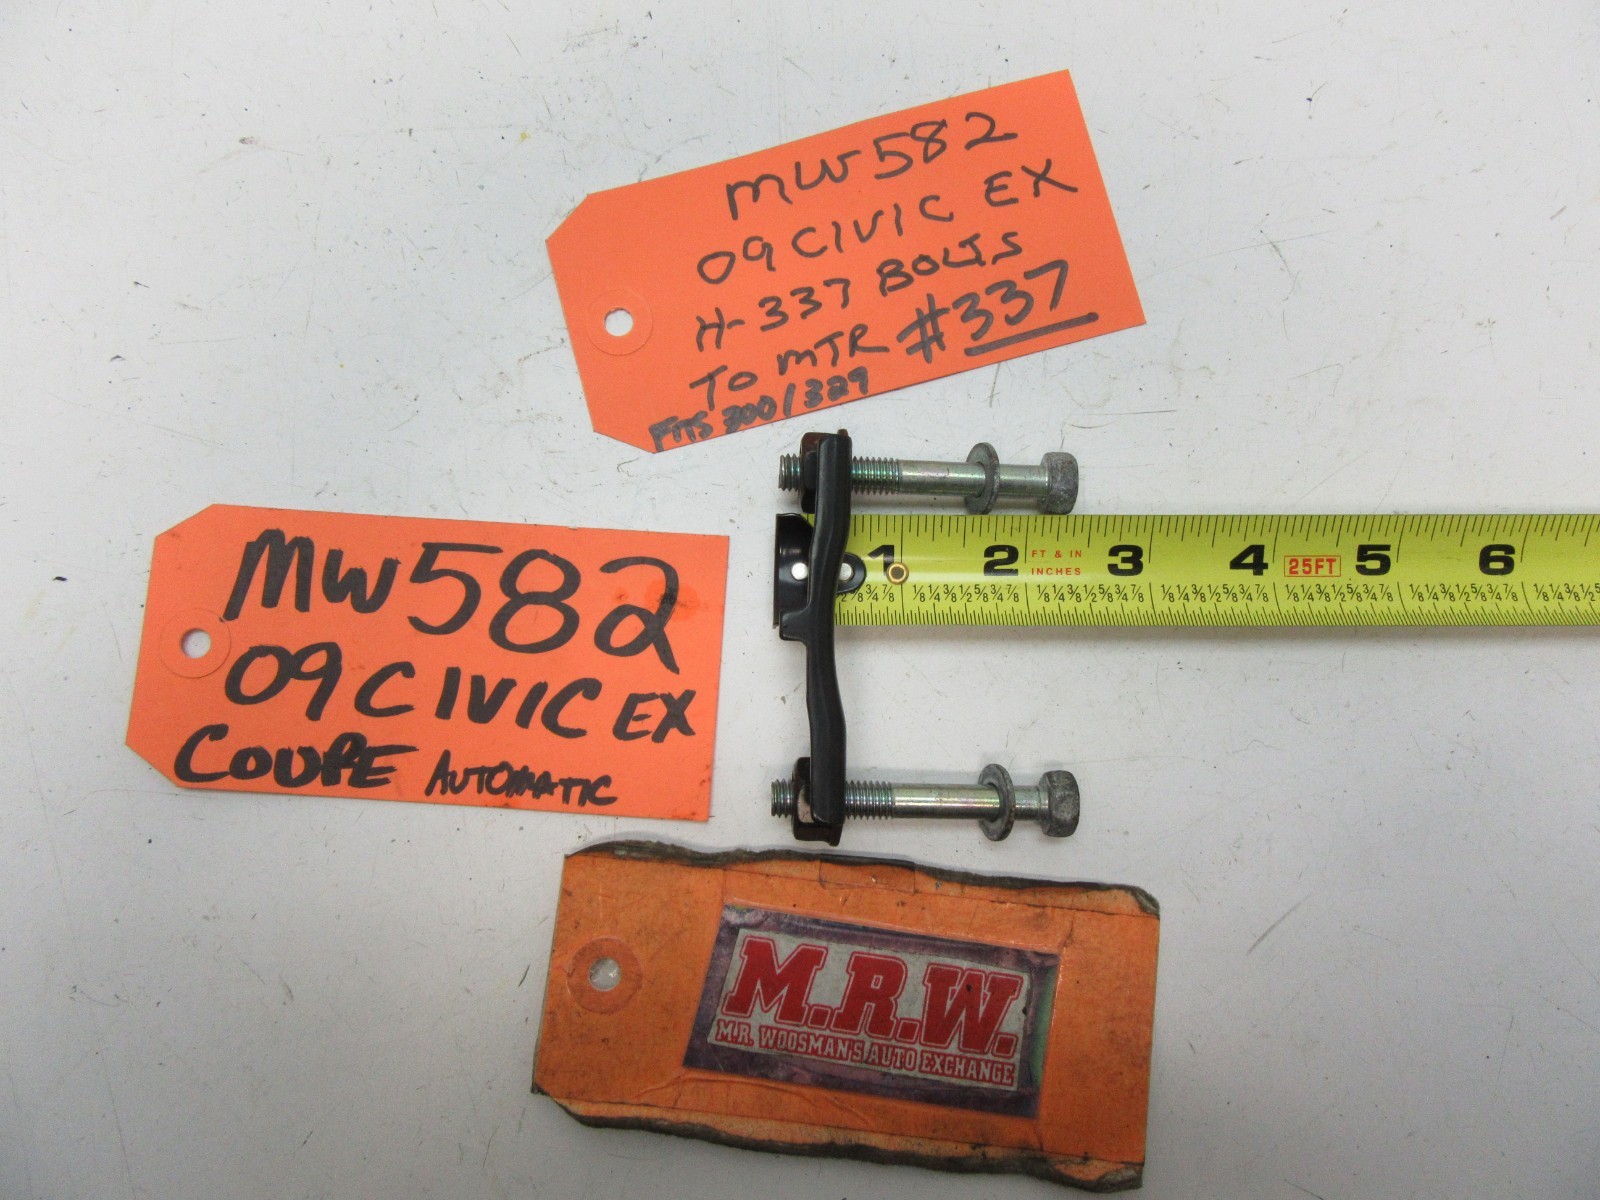 MW582
09 CIVIC EX
H-337 BOLTS
TO MTR #337
FITS 300/329
MW582
09 CIVIC EX
COUPE AUTOMATIC
1 2 FT & IN INCHES 3 4 25FT 5 6
M.R.W.
M.R. WOOSMAN'S AUTO EXCHANGE